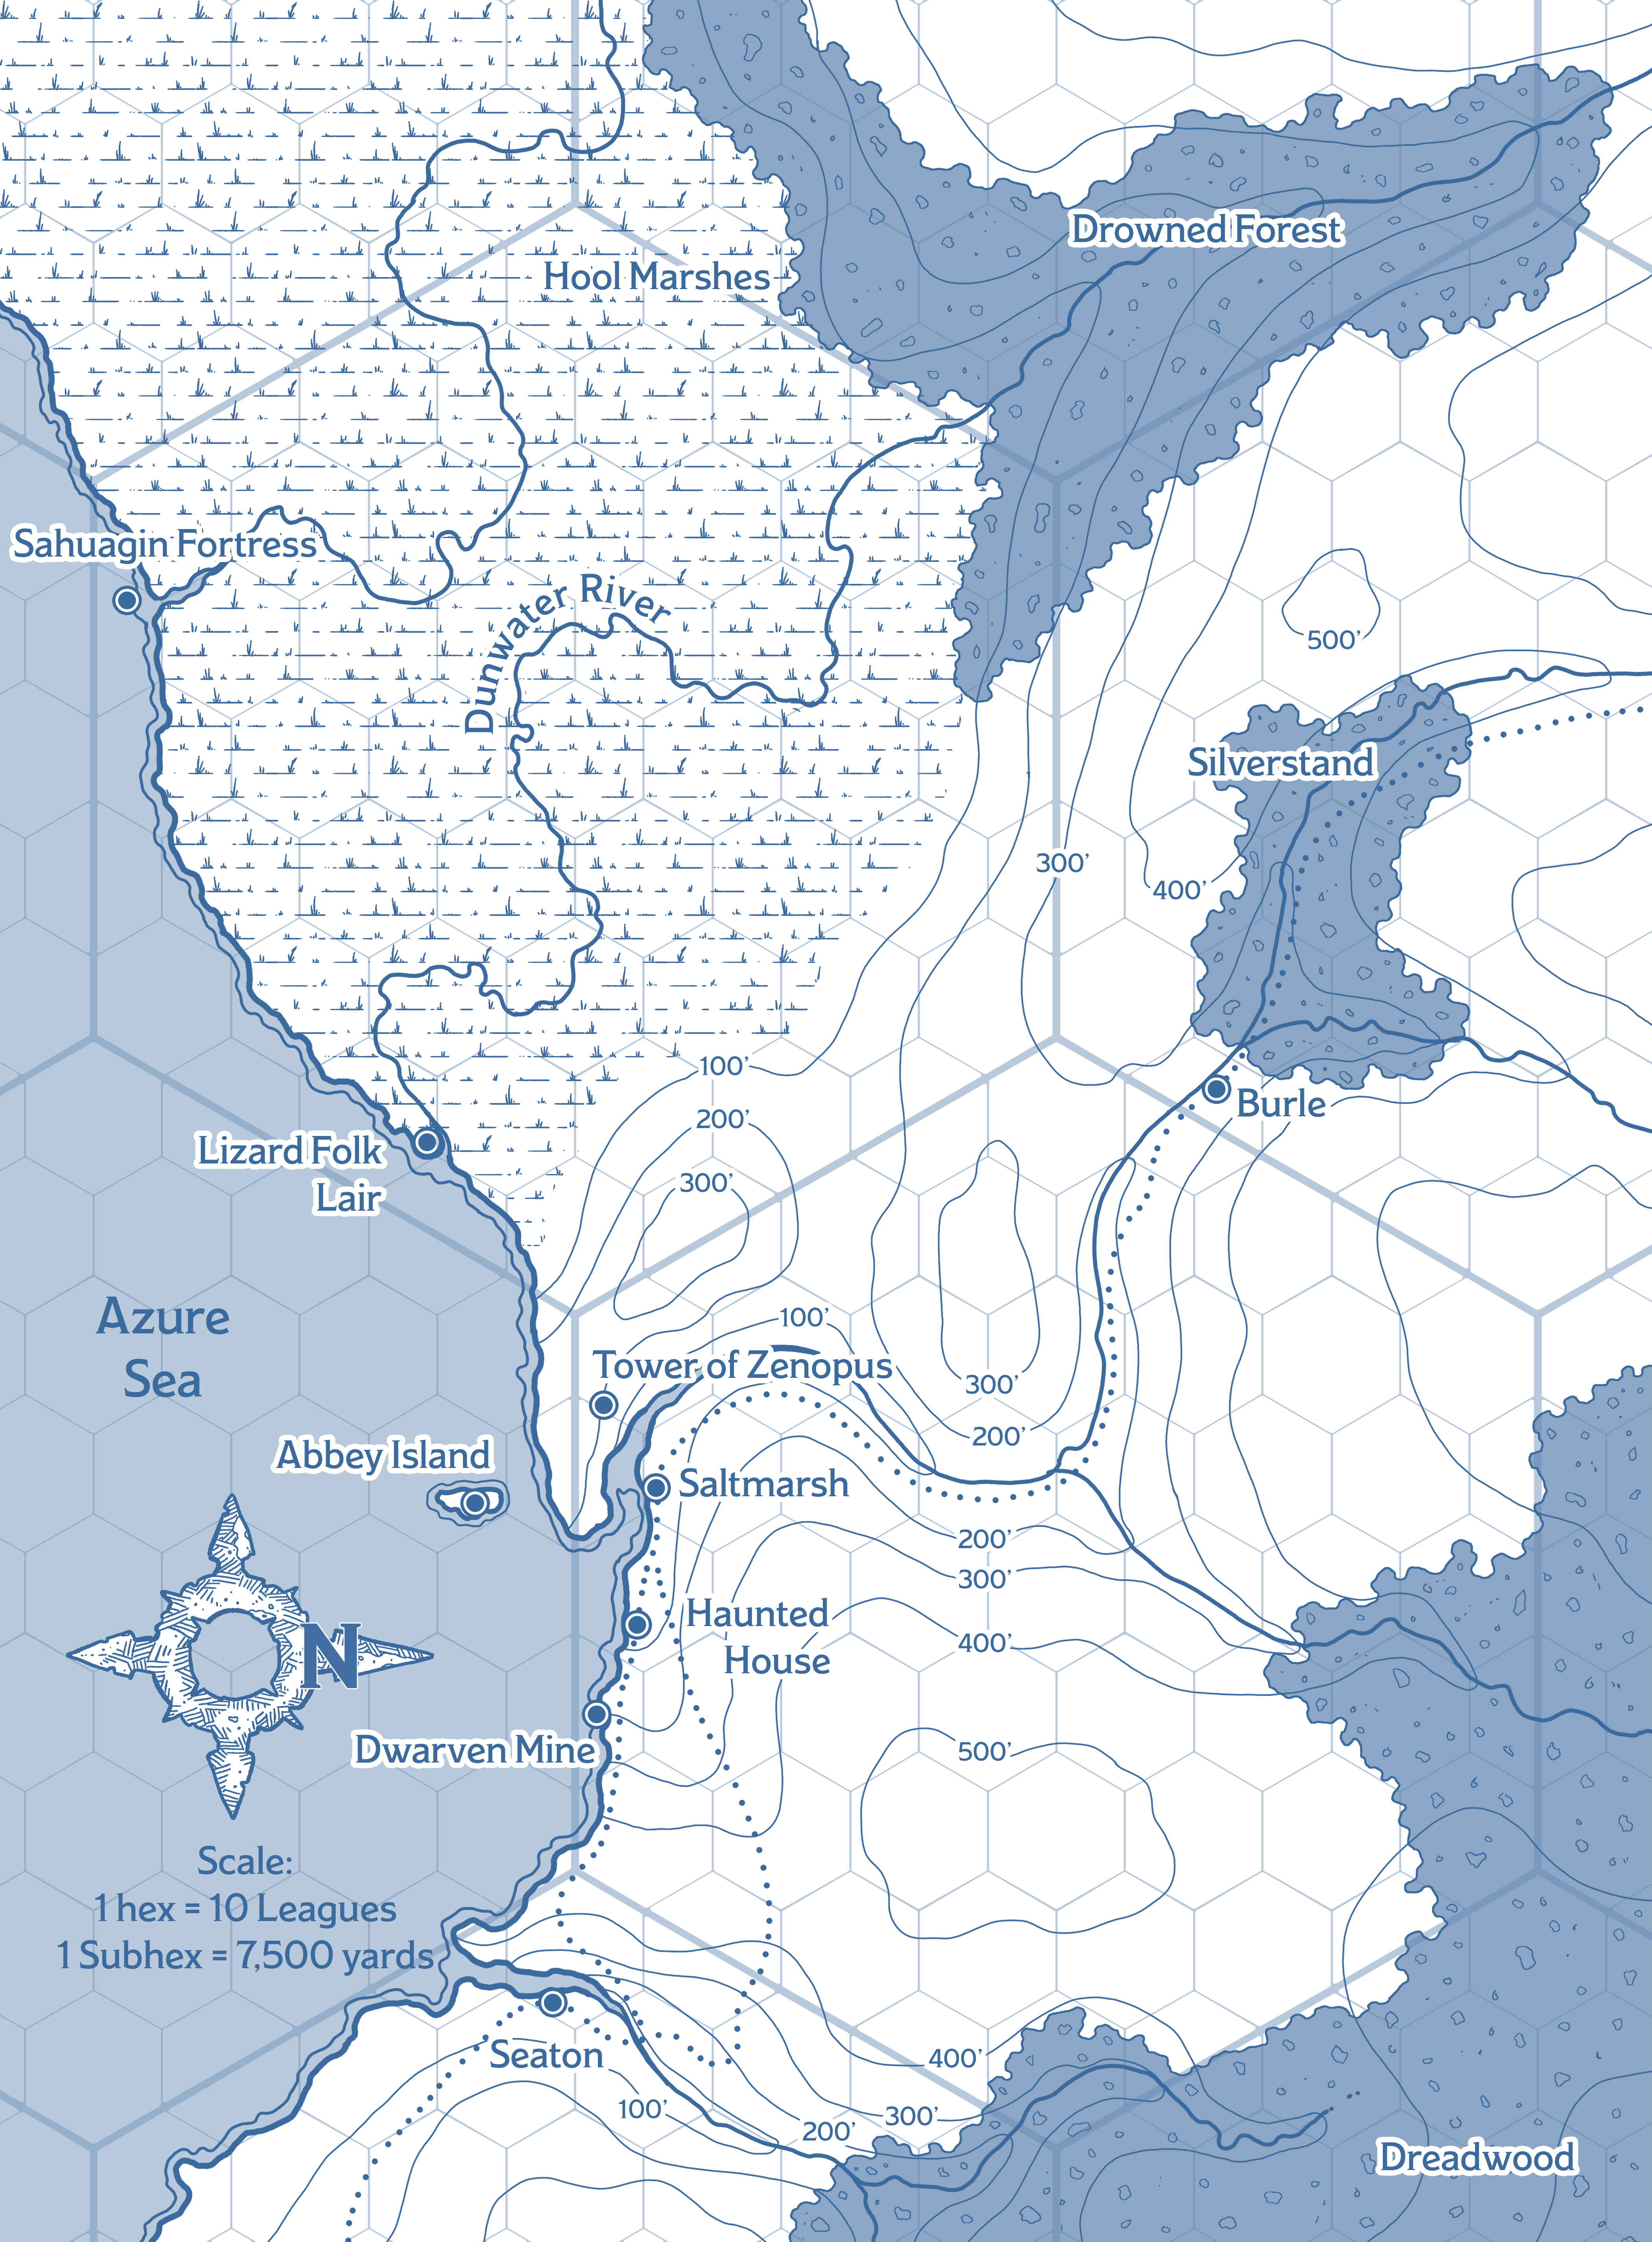 Drowned Forest
Hool Marshes
Sahuagin Fortress
Dunwater River
500'
Silverstand
300'
400'
100'
Burle
200'
Lizard Folk
Lair
300'
Azure
Sea
100'
Tower of Zenopus
300'
200'
Abbey Island
Saltmarsh
200'
300'
Haunted
House
400'
N
Dwarven Mine
500'
Scale:
1 hex = 10 Leagues
1 Subhex = 7,500 yards
Seaton
400'
100'
300'
200'
Dreadwood